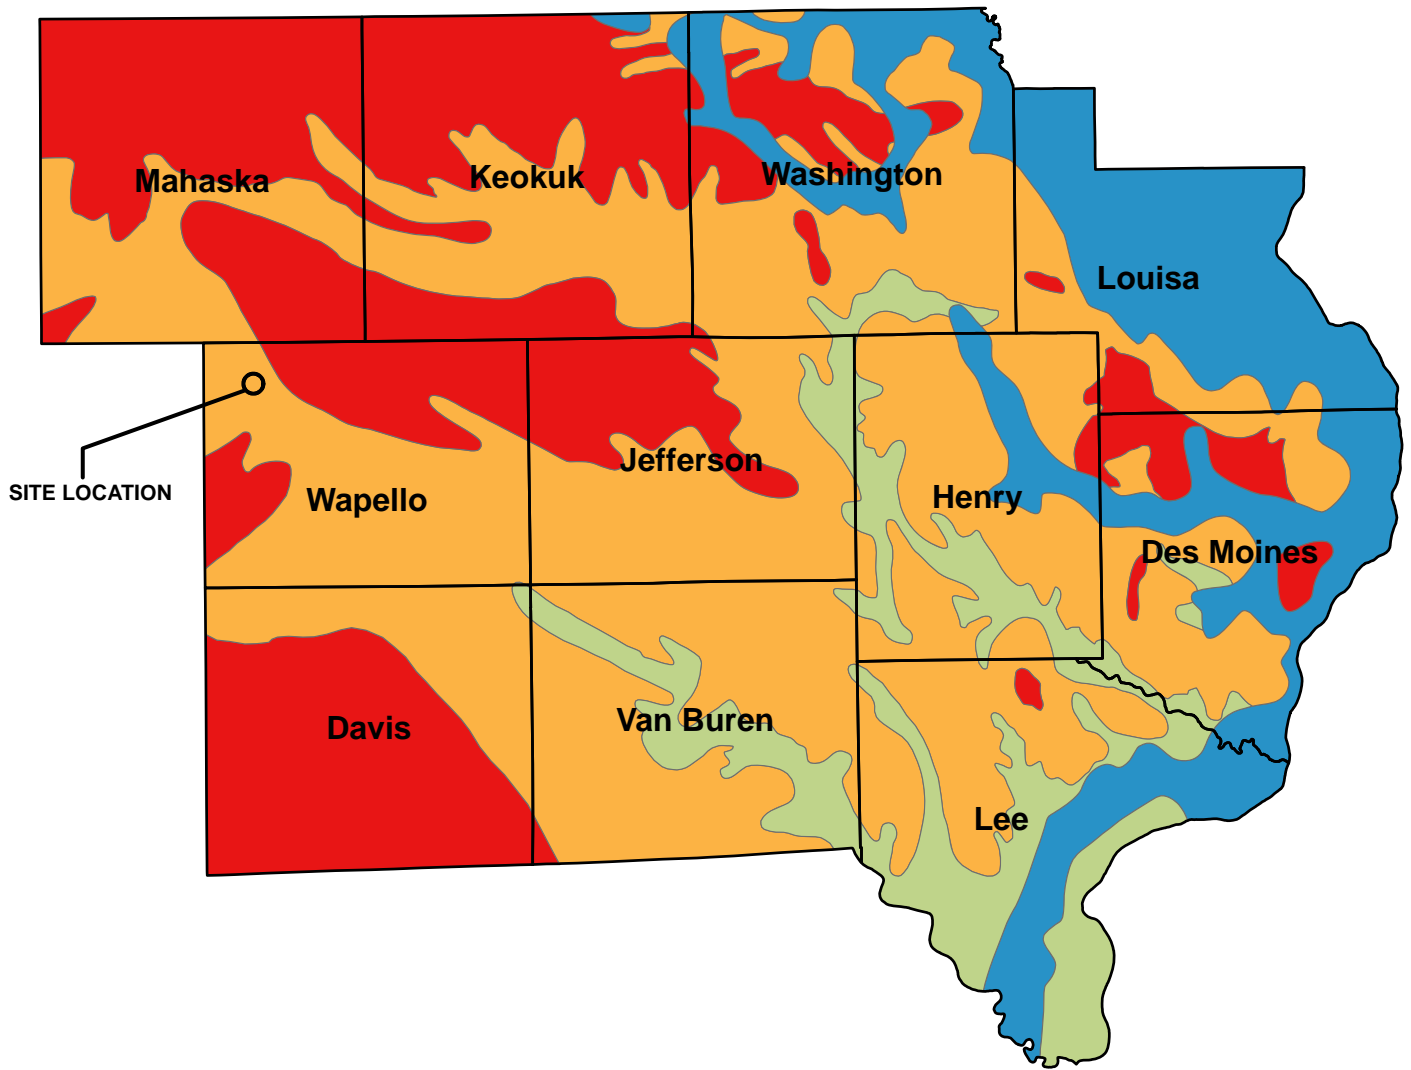 Mahaska
Keokuk
Washington
Louisa
SITE LOCATION
Wapello
Jefferson
Henry
Des Moines
Davis
Van Buren
Lee